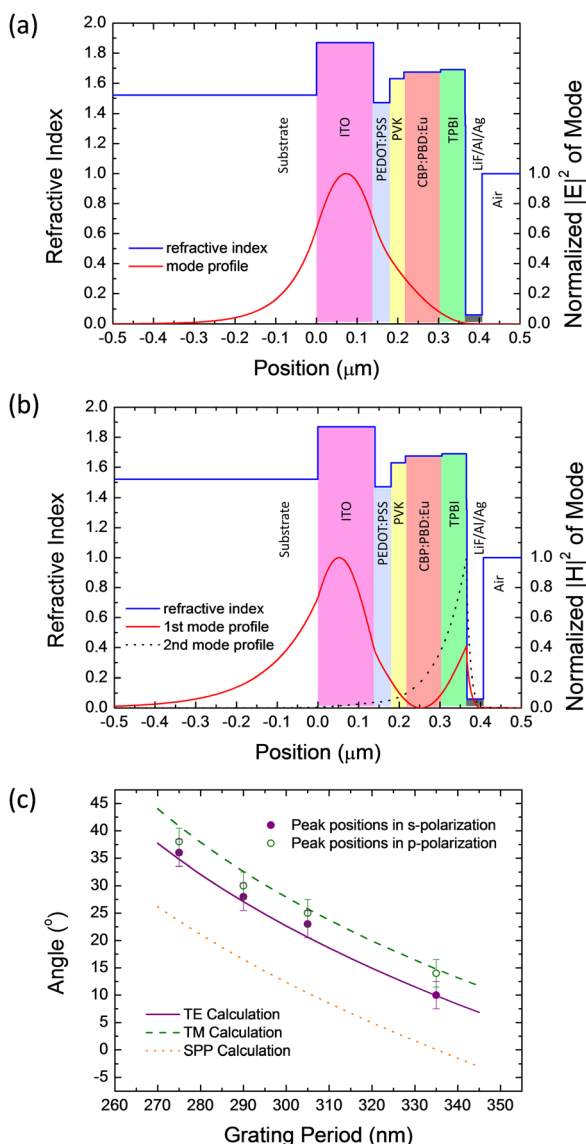 (a)
2.0
1.8
1.6
1.4
1.2
1.0
0.8
0.6
0.4
0.2
0.0
Refractive Index
Substrate
ITO
PEDOT:PSS
PVK
CBP:PBD:Eu
TPBI
LiF/Al/Ag
Air
1.0
0.8
0.6
0.4
0.2
0.0
Normalized |E|² of Mode
refractive index
mode profile
-0.5 -0.4 -0.3 -0.2 -0.1 0.0 0.1 0.2 0.3 0.4 0.5
Position (μm)
(b)
2.0
1.8
1.6
1.4
1.2
1.0
0.8
0.6
0.4
0.2
0.0
Refractive Index
Substrate
ITO
PEDOT:PSS
PVK
CBP:PBD:Eu
TPBI
LiF/Al/Ag
Air
1.0
0.8
0.6
0.4
0.2
0.0
Normalized |H|² of Mode
refractive index
1st mode profile
2nd mode profile
-0.5 -0.4 -0.3 -0.2 -0.1 0.0 0.1 0.2 0.3 0.4 0.5
Position (μm)
(c)
45
40
35
30
25
20
15
10
5
0
-5
Angle (°)
Peak positions in s-polarization
Peak positions in p-polarization
TE Calculation
TM Calculation
SPP Calculation
260 270 280 290 300 310 320 330 340 350
Grating Period (nm)